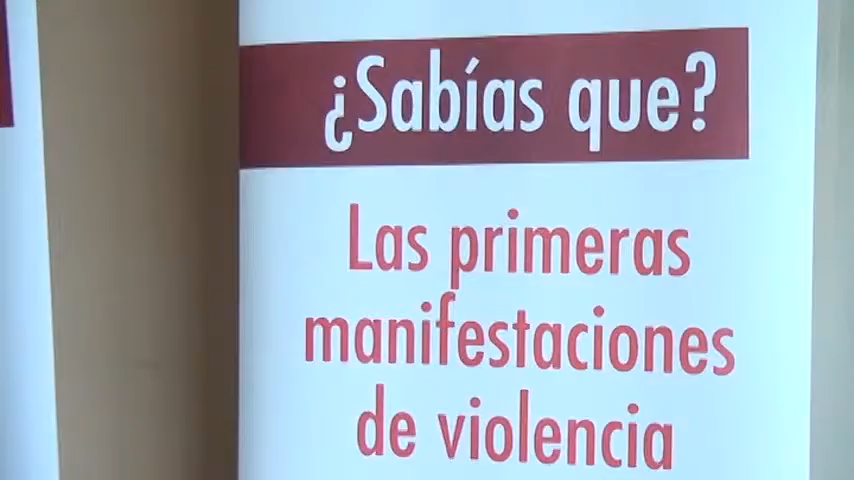 ¿Sabías que?
Las primeras
manifestaciones
de violencia